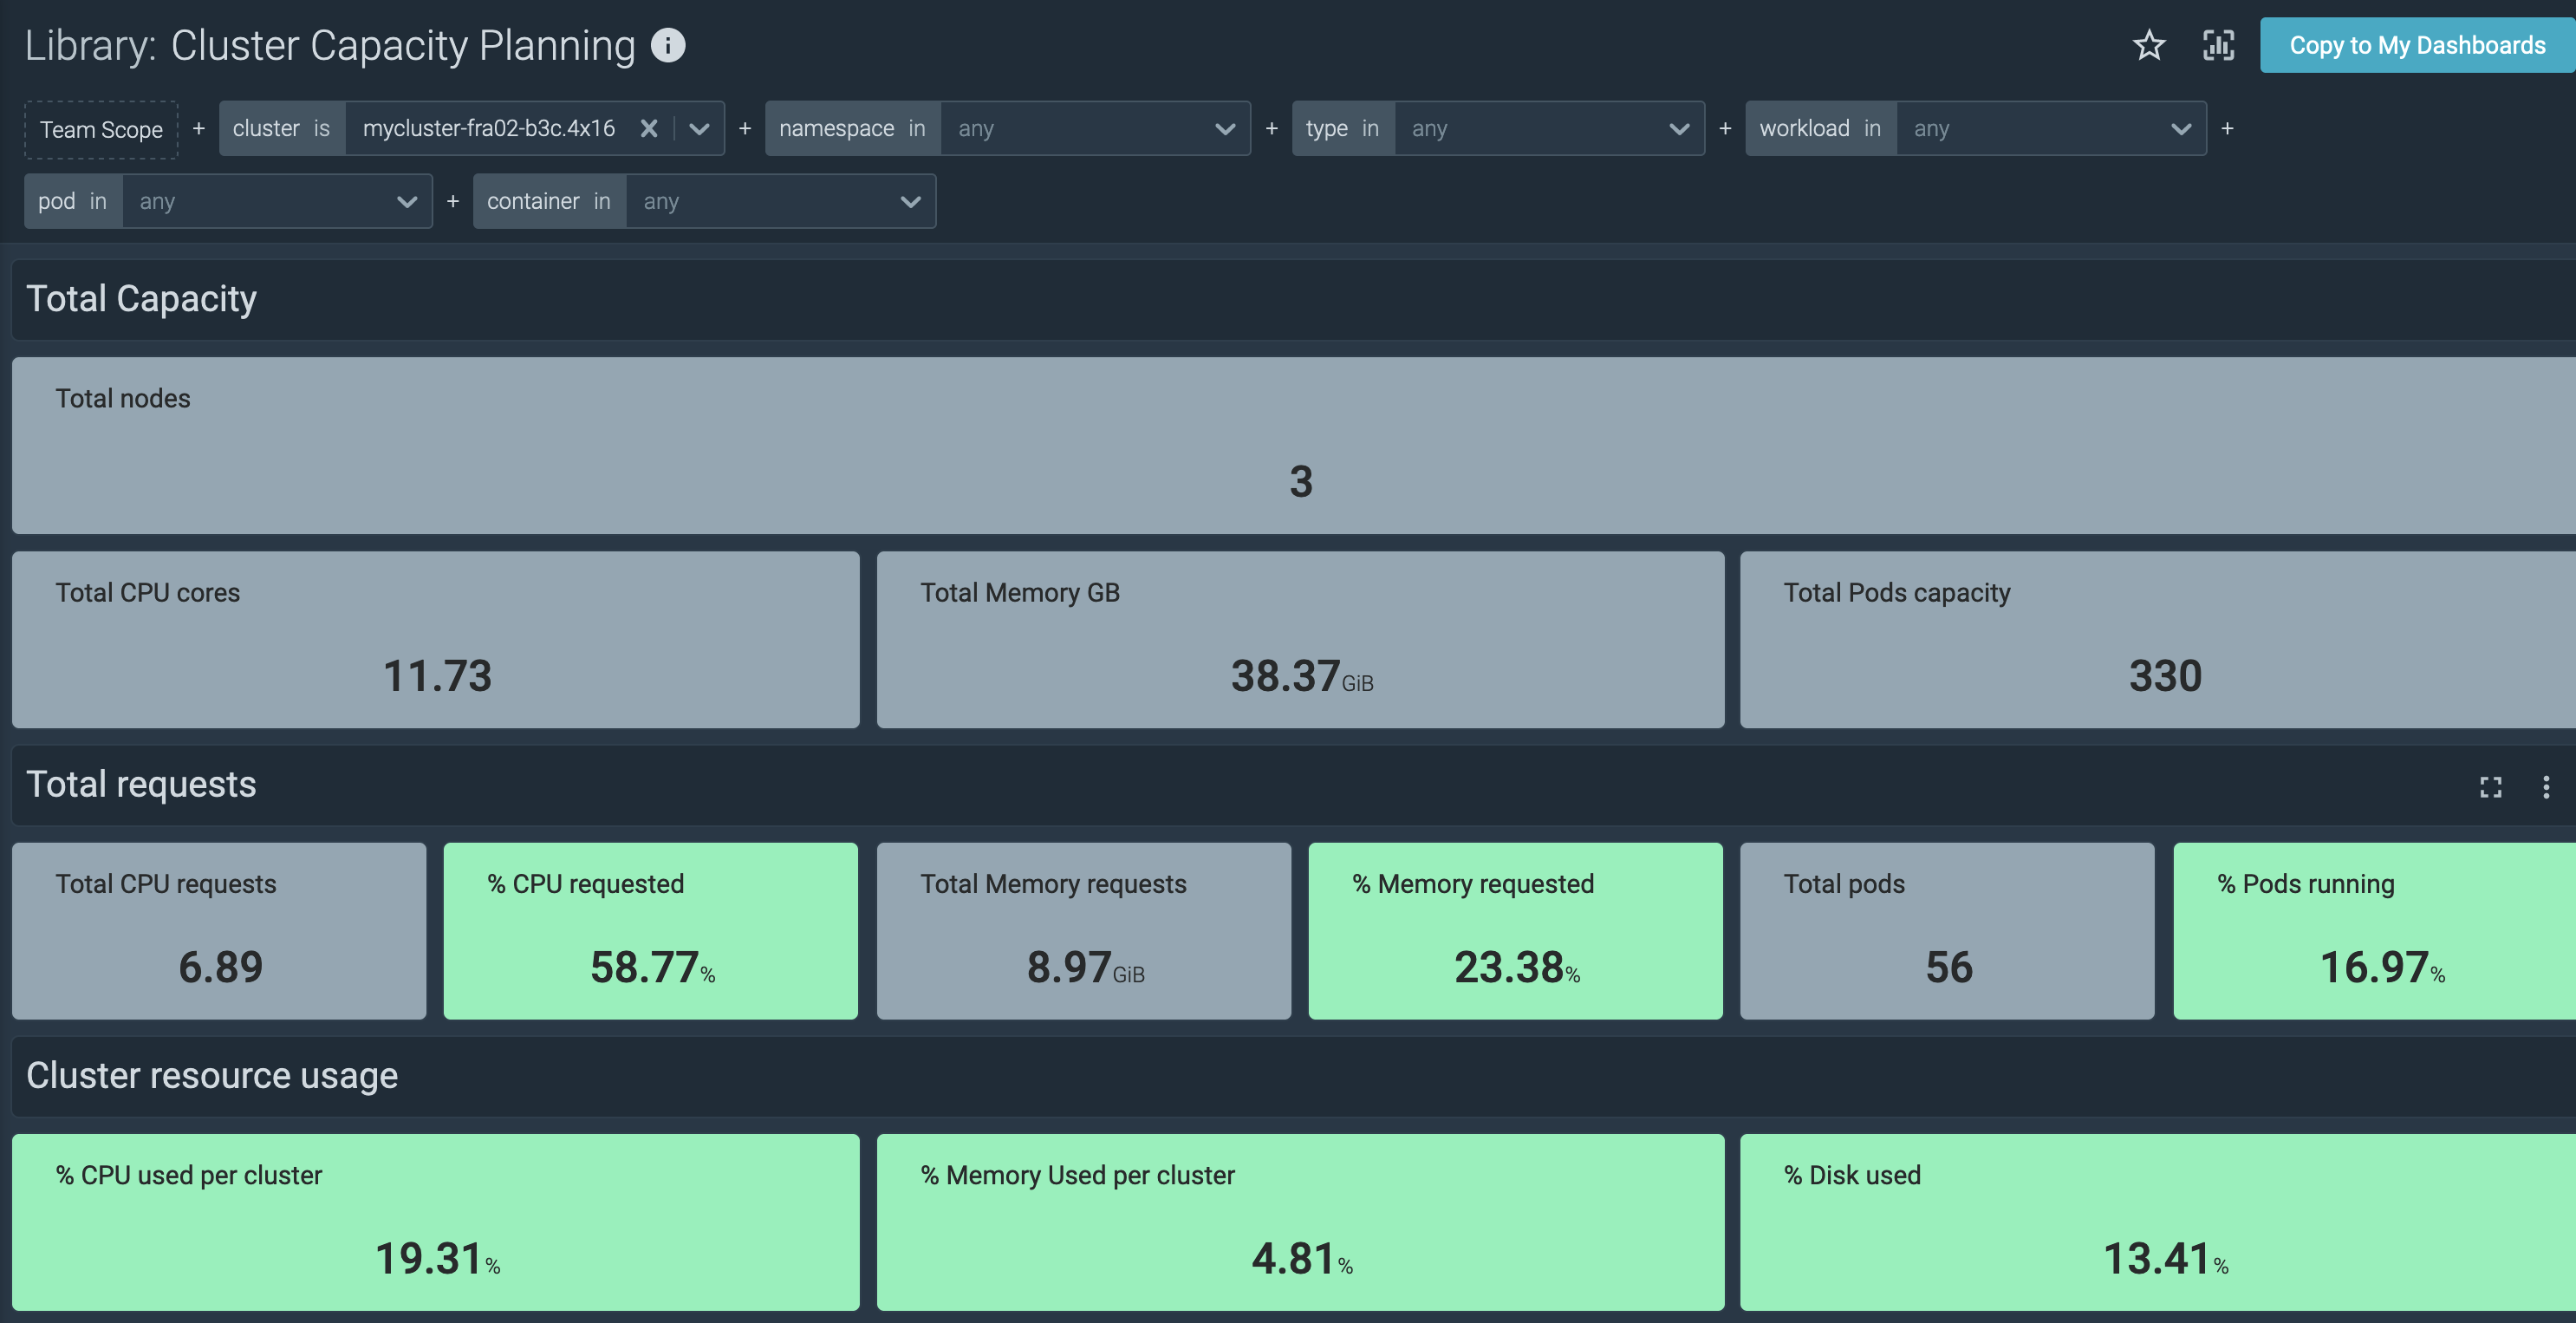 Library: Cluster Capacity Planning i
Copy to My Dashboards
Team Scope + cluster is mycluster-fra02-b3c.4x16 + namespace in any + type in any + workload in any +
pod in any + container in any
Total Capacity
Total nodes
3
Total CPU cores
11.73
Total Memory GB
38.37GiB
Total Pods capacity
330
Total requests
Total CPU requests
6.89
% CPU requested
58.77%
Total Memory requests
8.97GiB
% Memory requested
23.38%
Total pods
56
% Pods running
16.97%
Cluster resource usage
% CPU used per cluster
19.31%
% Memory Used per cluster
4.81%
% Disk used
13.41%